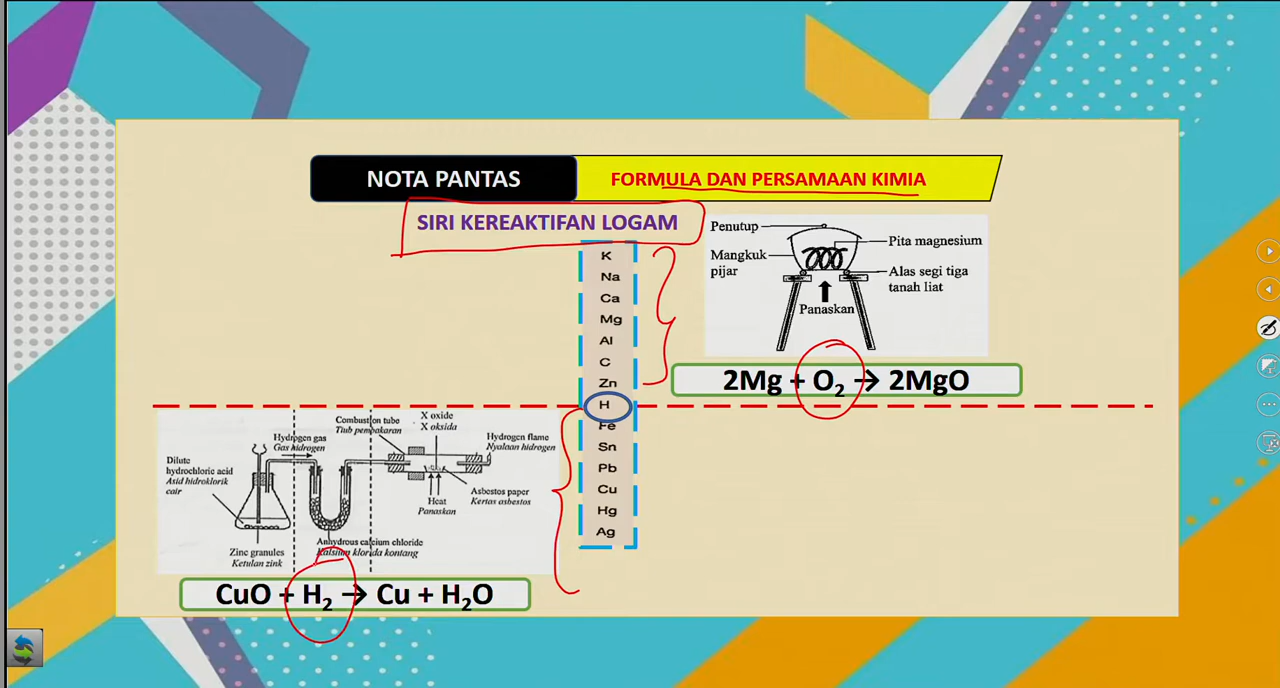 NOTA PANTAS
FORMULA DAN PERSAMAAN KIMIA
SIRI KEREAKTIFAN LOGAM
K
Na
Ca
Mg
Al
C
Zn
H
Fe
Sn
Pb
Cu
Hg
Ag
Penutup
Mangkuk
pijar
Pita magnesium
Alas segi tiga
tanah liat
Panaskan
2Mg + O₂ → 2MgO
Dilute
hydrochloric acid
Asid hidroklorik
cair
Hydrogen gas
Gas hidrogen
Combustion tube
Tiub pembakaran
X oxide
X oksida
Hydrogen flame
Nyalaan hidrogen
Heat
Panaskan
Asbestos paper
Kertas asbestos
Zinc granules
Ketulan zink
Anhydrous calcium chloride
Kalsium klorida kontang
CuO + H₂ → Cu + H₂O